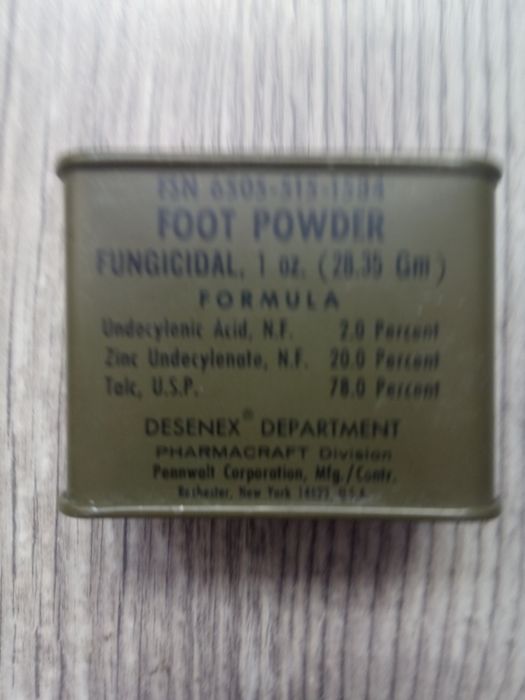 FSN 6505-515-1584
FOOT POWDER
FUNGICIDAL, 1 oz. (28.35 Gm)
FORMULA
Undecylenic Acid, N.F. 2.0 Percent
Zinc Undecylenate, N.F. 20.0 Percent
Talc, U.S.P. 78.0 Percent
DESENEX® DEPARTMENT
PHARMACRAFT Division
Pennwalt Corporation, Mfg./Contr.
Rochester, New York U.S.A.